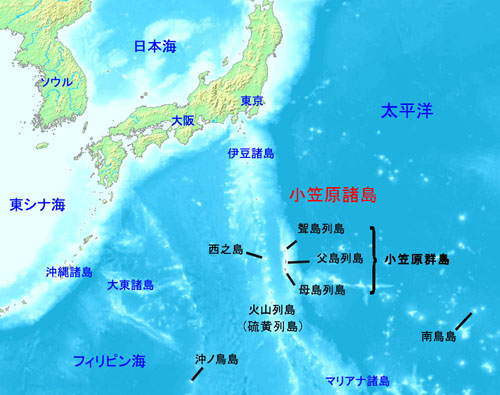 日本海
ソウル
東京
太平洋
大阪
伊豆諸島
小笠原諸島
東シナ海
聟島列島
西之島
父島列島
小笠原群島
沖縄諸島
大東諸島
母島列島
火山列島
(硫黄列島)
南鳥島
フィリピン海
沖ノ鳥島
マリアナ諸島